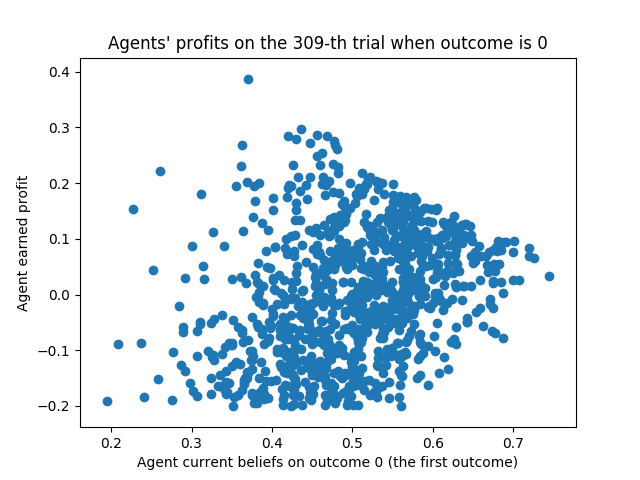 Agents' profits on the 309-th trial when outcome is 0
Agent earned profit
0.4
0.3
0.2
0.1
0.0
−0.1
−0.2
0.2 0.3 0.4 0.5 0.6 0.7
Agent current beliefs on outcome 0 (the first outcome)